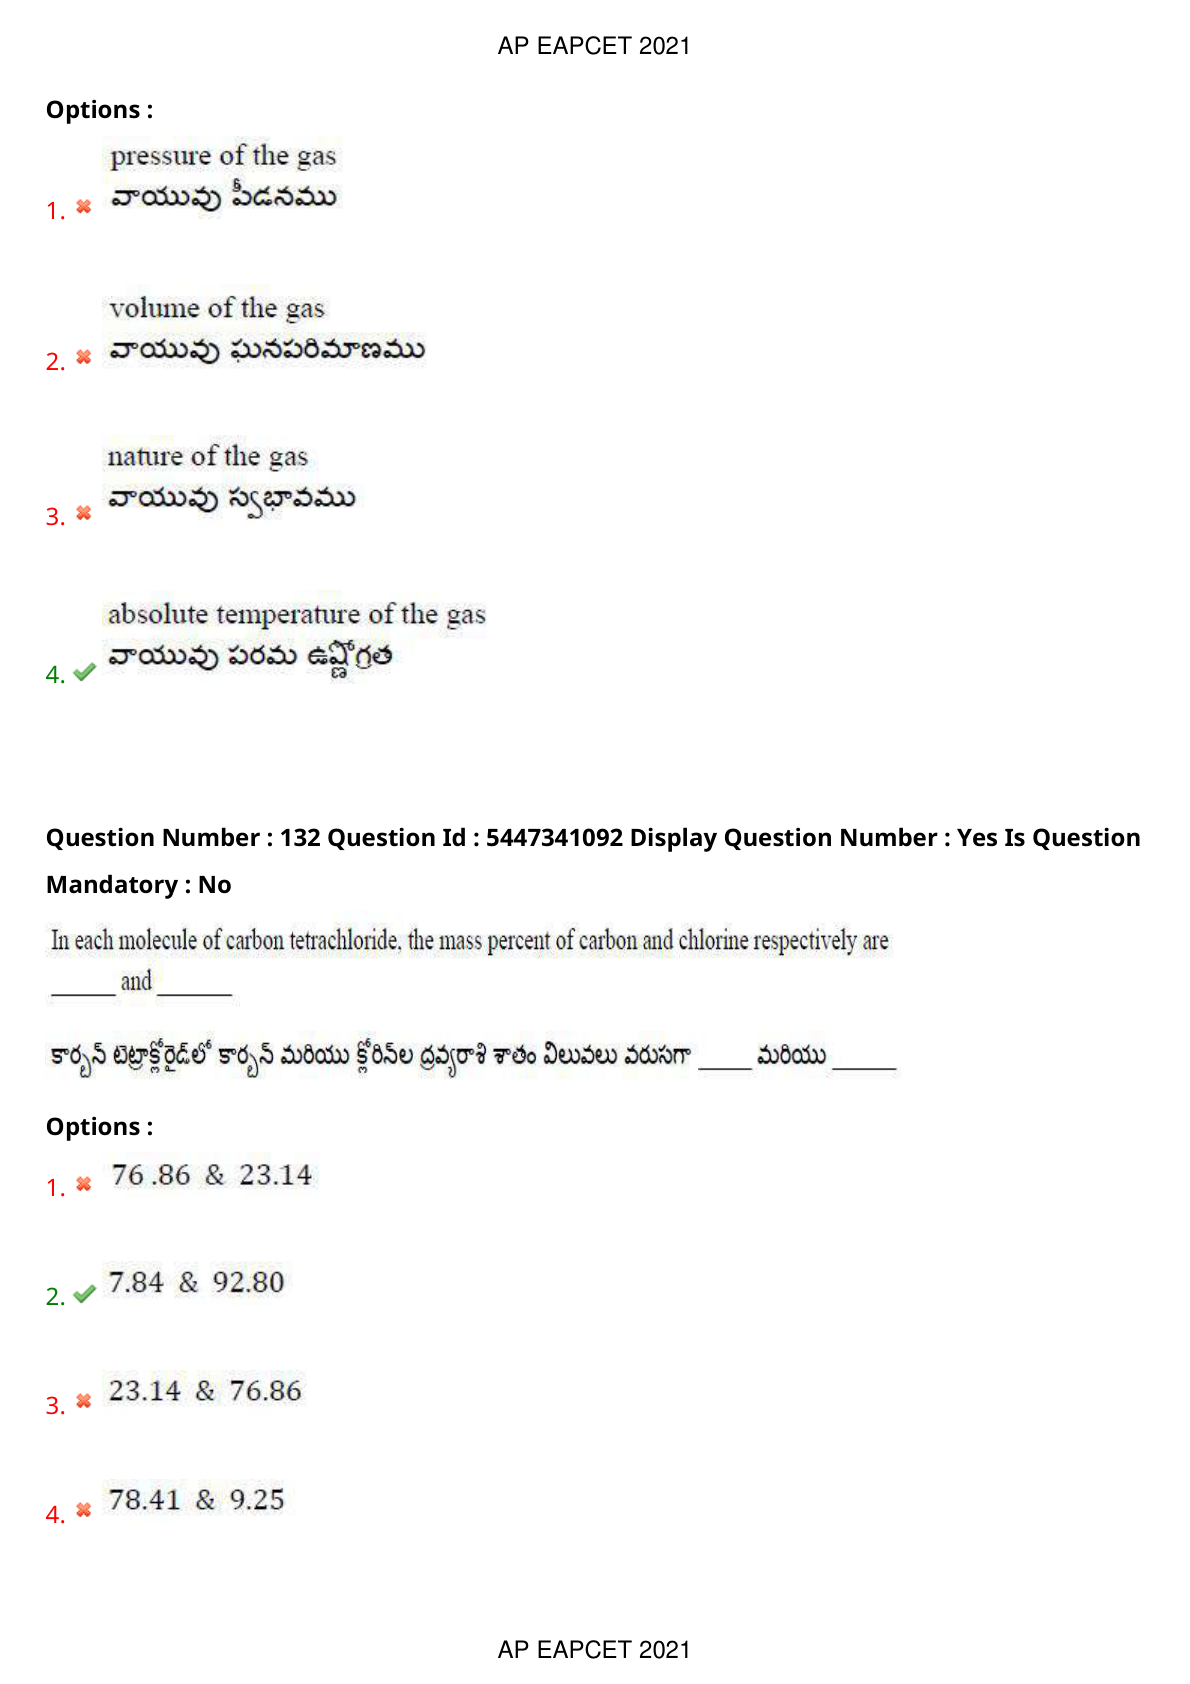 AP EAPCET 2021
Options :
pressure of the gas
వాయువు పీడనము
1.
volume of the gas
వాయువు ఘనపరిమాణము
2.
nature of the gas
వాయువు స్వభావము
3.
absolute temperature of the gas
వాయువు పరమ ఉష్ణోగ్రత
4.
Question Number : 132 Question Id : 5447341092 Display Question Number : Yes Is Question
Mandatory : No
In each molecule of carbon tetrachloride, the mass percent of carbon and chlorine respectively are
______ and _______
కార్బన్ టెట్రాక్లోరైడ్‌లో కార్బన్ మరియు క్లోరిన్‌ల ద్రవ్యరాశి శాతం విలువలు వరుసగా _____ మరియు ______
Options :
1. 76 .86 & 23.14
2. 7.84 & 92.80
3. 23.14 & 76.86
4. 78.41 & 9.25
AP EAPCET 2021